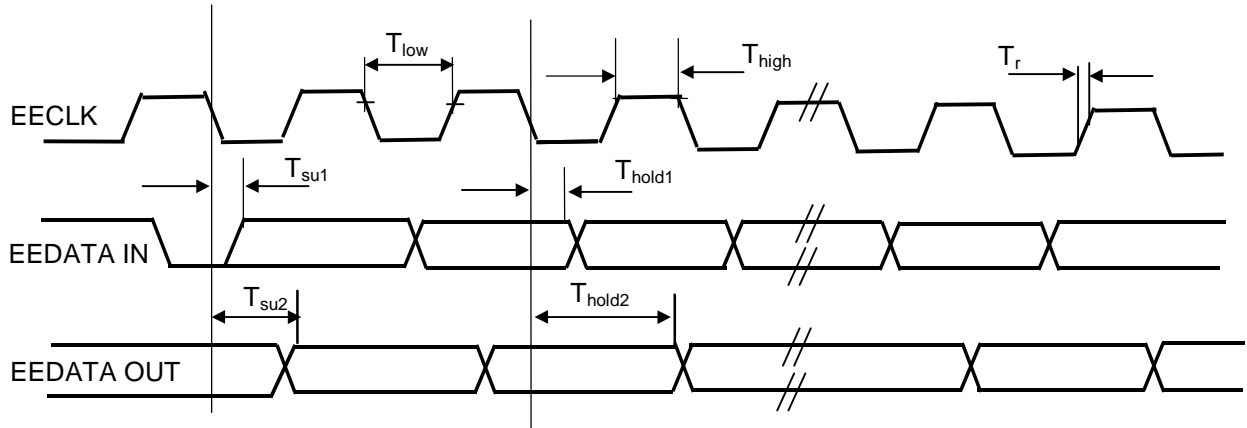 T_low
T_high
T_r
EECLK
T_su1
T_hold1
EEDATA IN
T_su2
T_hold2
EEDATA OUT